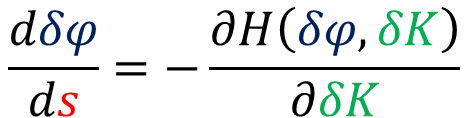 dδφ/ds = − ∂H(δφ, δK)/∂δK